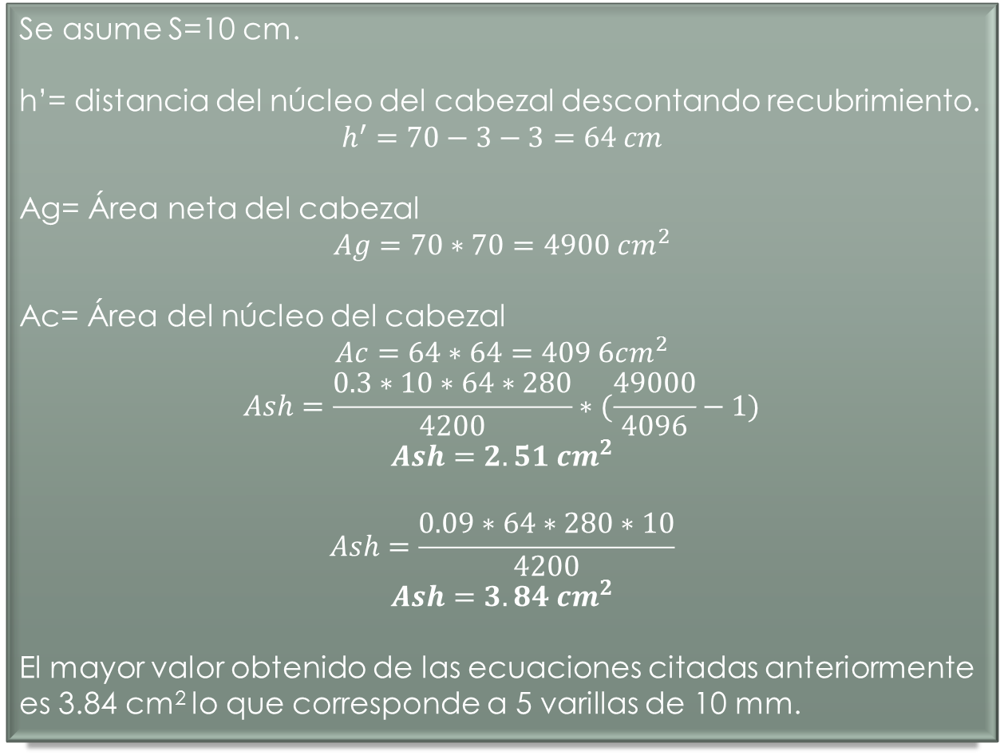 Se asume S=10 cm.
h'= distancia del núcleo del cabezal descontando recubrimiento.
h′ = 70 − 3 − 3 = 64 cm
Ag= Área neta del cabezal
Ag = 70 ∗ 70 = 4900 cm²
Ac= Área del núcleo del cabezal
Ac = 64 ∗ 64 = 409 6cm²
Ash = (0.3 ∗ 10 ∗ 64 ∗ 280)/4200 ∗ (49000/4096 − 1)
Ash = 2.51 cm²
Ash = (0.09 ∗ 64 ∗ 280 ∗ 10)/4200
Ash = 3.84 cm²
El mayor valor obtenido de las ecuaciones citadas anteriormente
es 3.84 cm² lo que corresponde a 5 varillas de 10 mm.